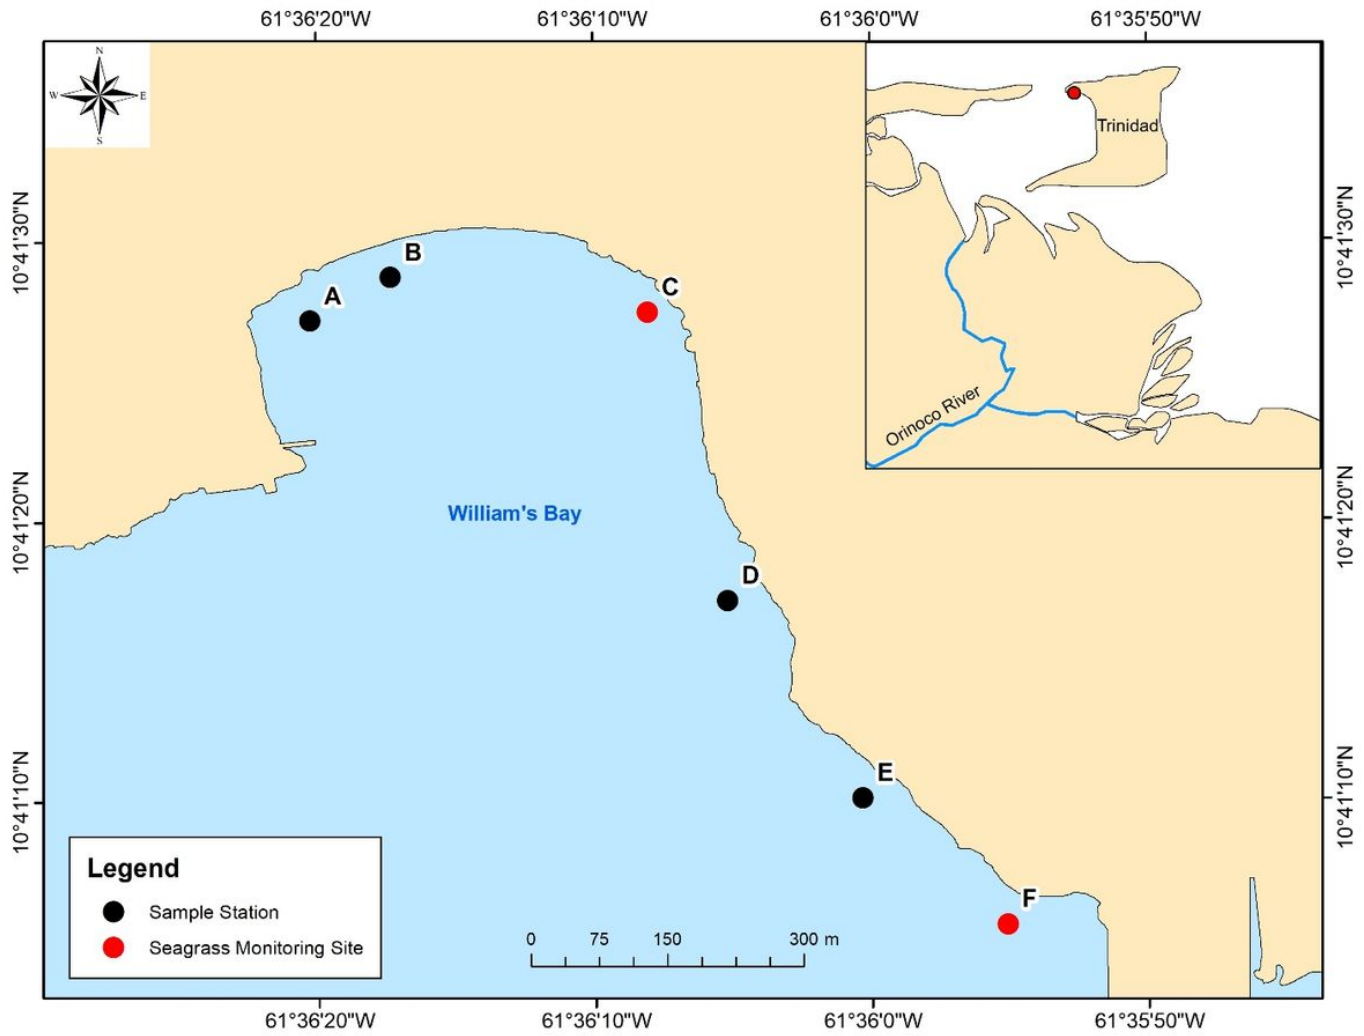 61°36'20"W 61°36'10"W 61°36'0"W 61°35'50"W
N
W E
S
Trinidad
Orinoco River
10°41'30"N 10°41'30"N
B
A
C
10°41'20"N 10°41'20"N
William's Bay
D
E
10°41'10"N 10°41'10"N
F
Legend
Sample Station
Seagrass Monitoring Site
0 75 150 300 m
61°36'20"W 61°36'10"W 61°36'0"W 61°35'50"W